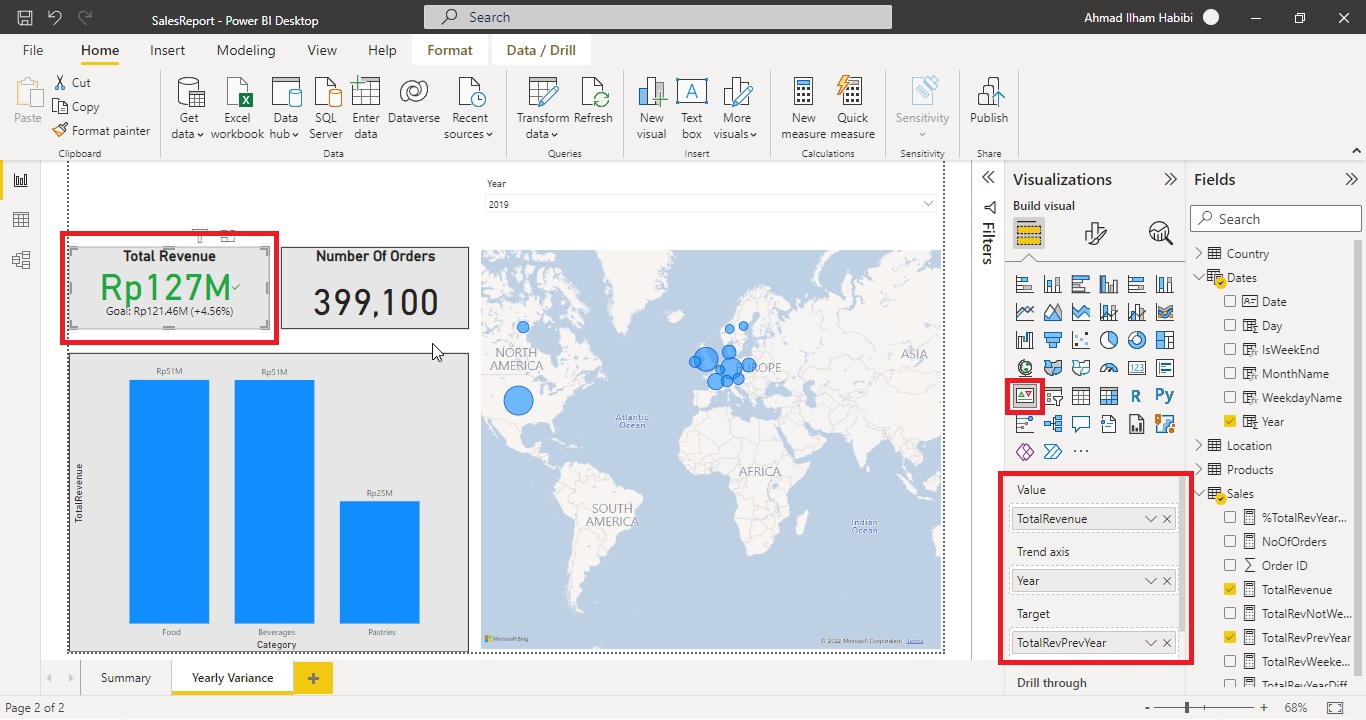 SalesReport - Power BI Desktop
Search
Ahmad Ilham Habibi
File
Home
Insert
Modeling
View
Help
Format
Data / Drill
Paste
Cut
Copy
Format painter
Clipboard
Get
data
Excel
workbook
Data
hub
SQL
Server
Enter
data
Dataverse
Recent
sources
Data
Transform
data
Refresh
Queries
New
visual
Text
box
More
visuals
Insert
New
measure
Quick
measure
Calculations
Sensitivity
Sensitivity
Publish
Share
Year
2019
Total Revenue
Rp127M
Goal: Rp121.46M (+4.56%)
Number Of Orders
399,100
TotalRevenue
Rp51M
Rp51M
Rp25M
Food
Beverages
Pastries
Category
NORTH
AMERICA
EUROPE
ASIA
Atlantic
Ocean
AFRICA
SOUTH
AMERICA
Indian
Ocean
Microsoft Bing
© 2022 Microsoft Corporation Terms
Filters
Visualizations
Build visual
123
R
Py
Value
TotalRevenue
Trend axis
Year
Target
TotalRevPrevYear
Drill through
Fields
Search
Country
Dates
Date
Day
IsWeekEnd
MonthName
WeekdayName
Year
Location
Products
Sales
%TotalRevYear...
NoOfOrders
Order ID
TotalRevenue
TotalRevNotWe...
TotalRevPrevYear
TotalRevWeeke...
TotalRevYearDiff
Summary
Yearly Variance
Page 2 of 2
- + 68%